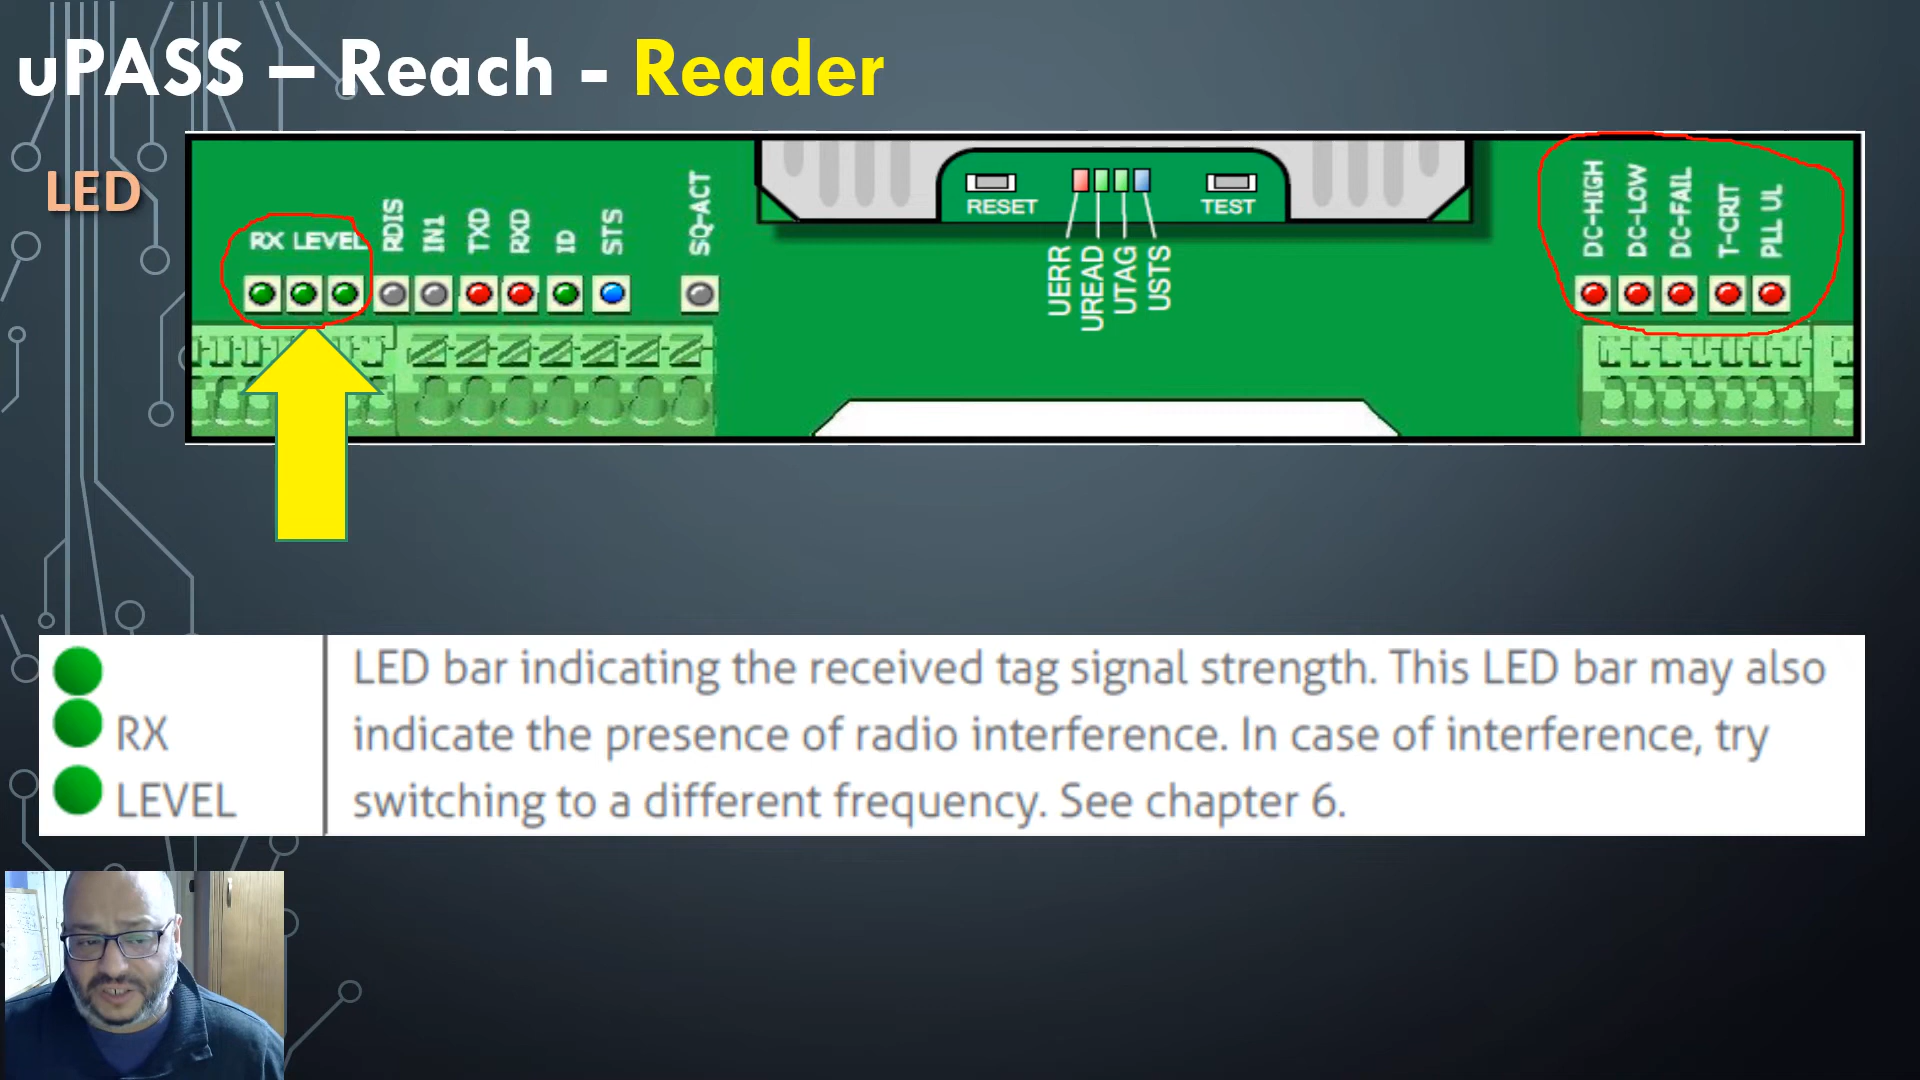 uPASS – Reach - Reader
LED
RX LEVEL
RDIS
IN1
TXD
RXD
ID
STS
SQ-ACT
RESET
TEST
UERR
UREAD
UTAG
USTS
DC-HIGH
DC-LOW
DC-FAIL
T-CRIT
PLL UL
RX
LEVEL
LED bar indicating the received tag signal strength. This LED bar may also
indicate the presence of radio interference. In case of interference, try
switching to a different frequency. See chapter 6.